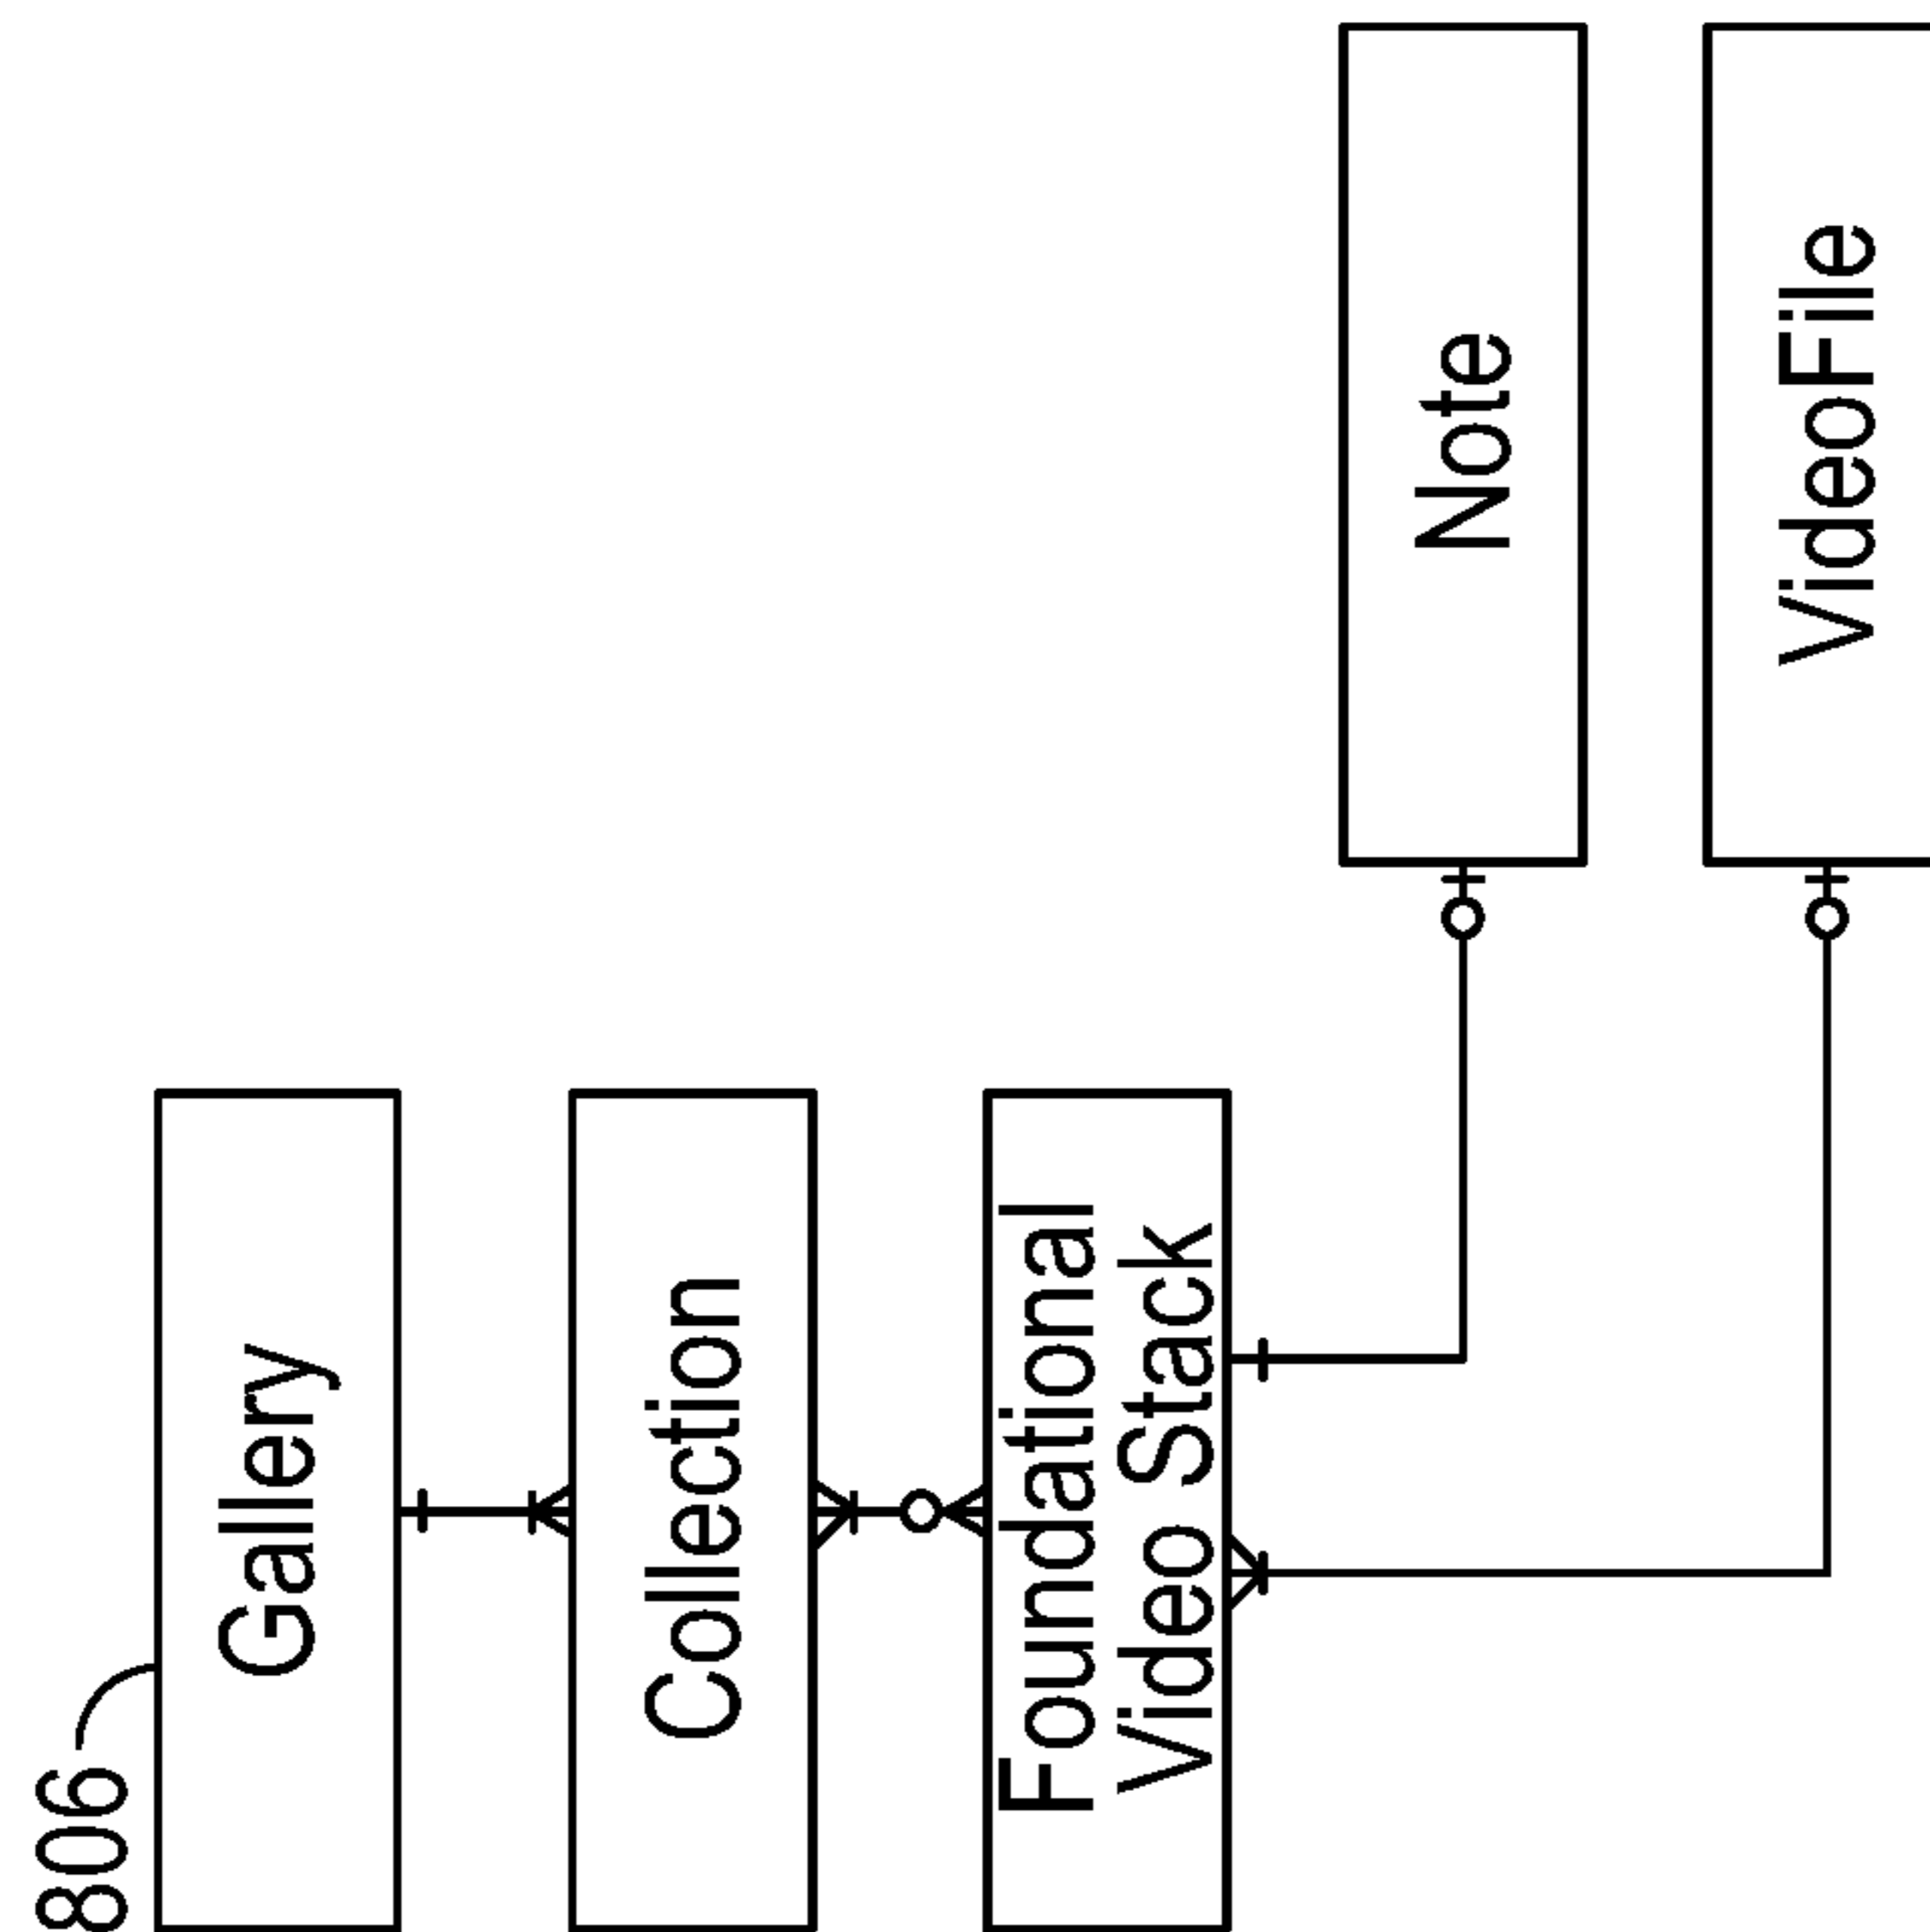 806
Gallery
Collection
Foundational
Video Stack
Note
VideoFile